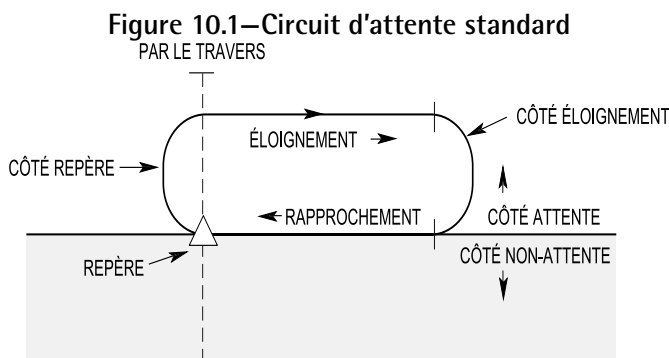 Figure 10.1—Circuit d'attente standard
PAR LE TRAVERS
CÔTÉ ÉLOIGNEMENT
ÉLOIGNEMENT
CÔTÉ REPÈRE
RAPPROCHEMENT
CÔTÉ ATTENTE
CÔTÉ NON-ATTENTE
REPÈRE